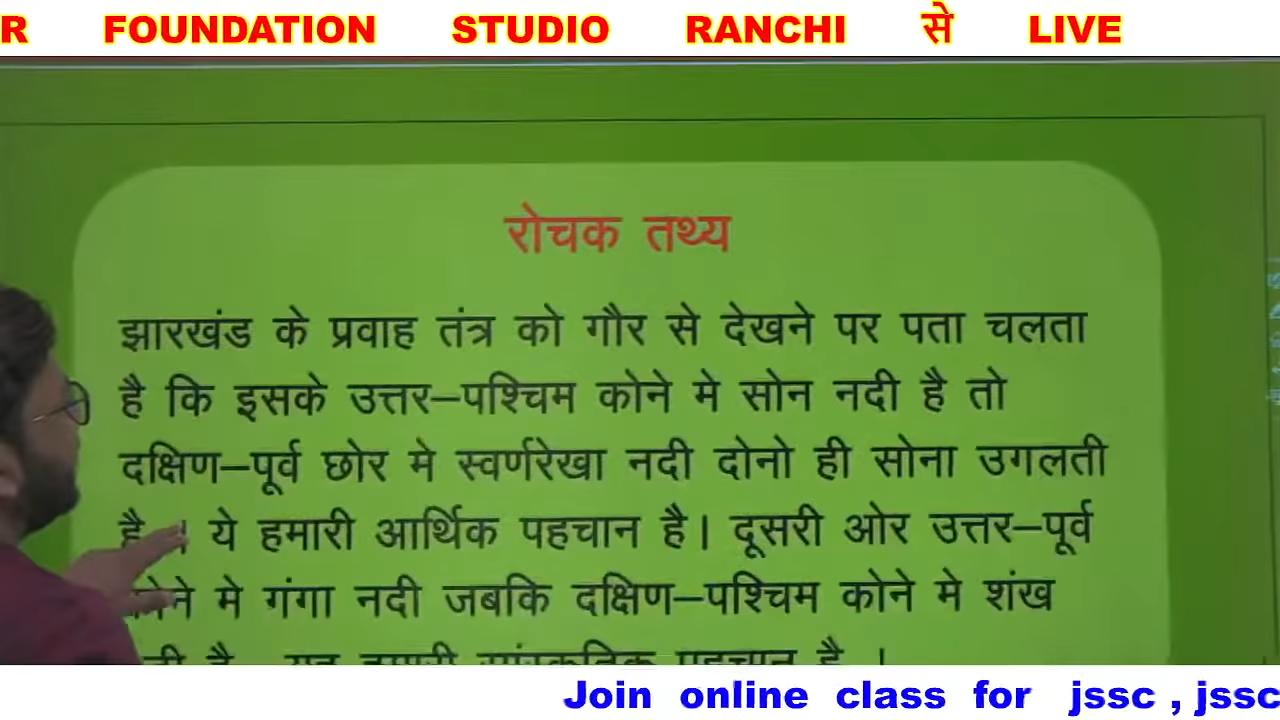 R FOUNDATION STUDIO RANCHI से LIVE
रोचक तथ्य
झारखंड के प्रवाह तंत्र को गौर से देखने पर पता चलता
है कि इसके उत्तर–पश्चिम कोने मे सोन नदी है तो
दक्षिण–पूर्व छोर मे स्वर्णरेखा नदी दोनो ही सोना उगलती
है । ये हमारी आर्थिक पहचान है। दूसरी ओर उत्तर–पूर्व
कोने मे गंगा नदी जबकि दक्षिण–पश्चिम कोने मे शंख
हमारी सांस्कृतिक पहचान है ।
Join online class for jssc , jssc